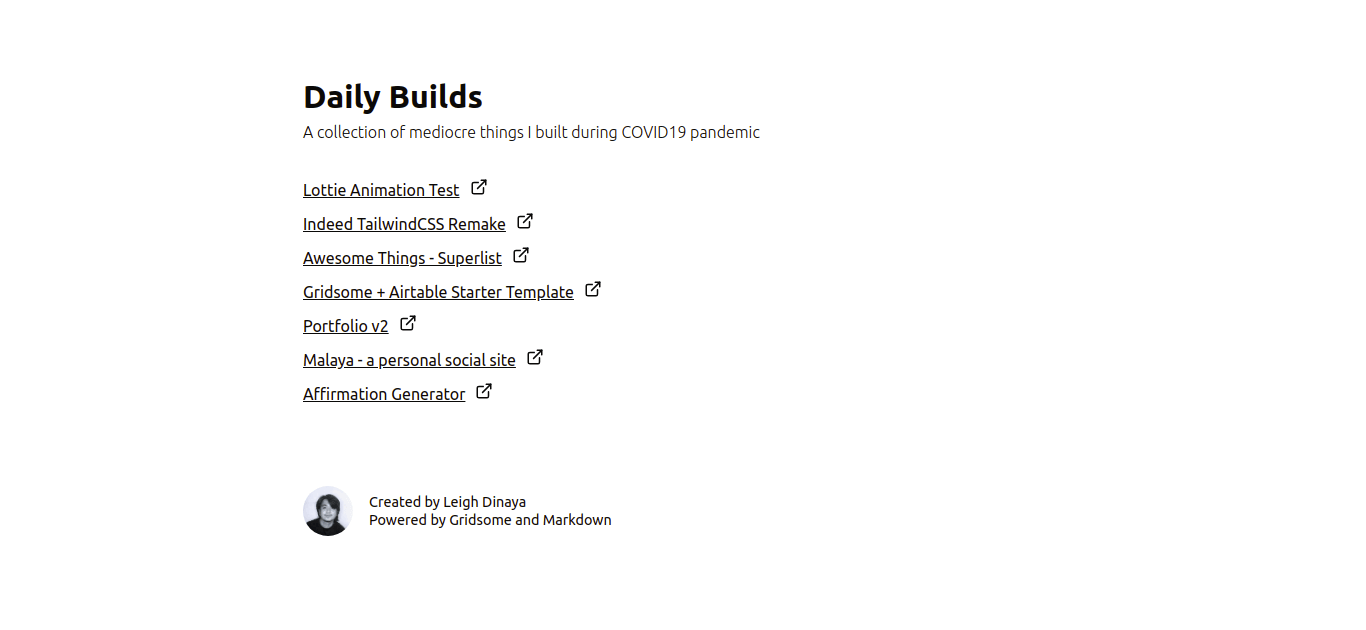 Daily Builds
A collection of mediocre things I built during COVID19 pandemic
Lottie Animation Test
Indeed TailwindCSS Remake
Awesome Things - Superlist
Gridsome + Airtable Starter Template
Portfolio v2
Malaya - a personal social site
Affirmation Generator
Created by Leigh Dinaya
Powered by Gridsome and Markdown